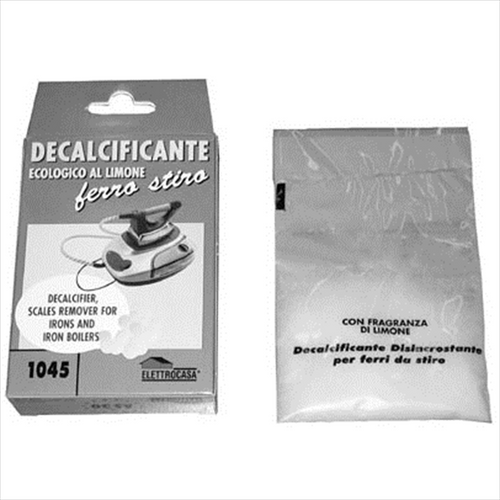 DECALCIFICANTE
ECOLOGICO AL LIMONE
ferro stiro
DECALCIFIER,
SCALES REMOVER FOR
IRONS AND
IRON BOILERS
1045
ELETTROCASA®
CON FRAGRANZA
DI LIMONE
Decalcificante Disincrostante
per ferri da stiro